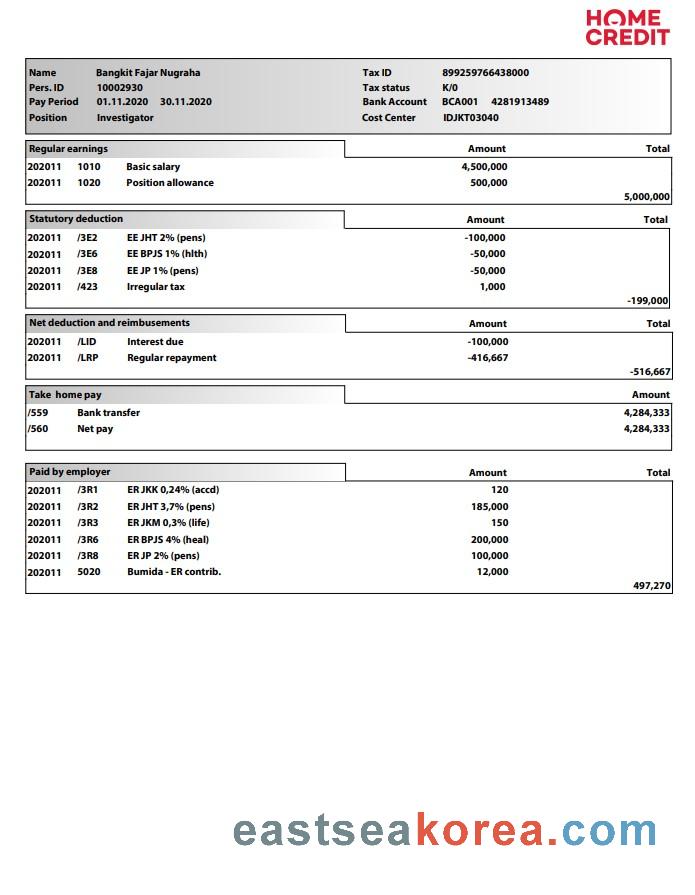 HOME
CREDIT
Name Bangkit Fajar Nugraha Tax ID 899259766438000
Pers. ID 10002930 Tax status K/0
Pay Period 01.11.2020 30.11.2020 Bank Account BCA001 4281913489
Position Investigator Cost Center IDJKT03040
Regular earnings Amount Total
202011 1010 Basic salary 4,500,000
202011 1020 Position allowance 500,000
5,000,000
Statutory deduction Amount Total
202011 /3E2 EE JHT 2% (pens) -100,000
202011 /3E6 EE BPJS 1% (hlth) -50,000
202011 /3E8 EE JP 1% (pens) -50,000
202011 /423 Irregular tax 1,000
-199,000
Net deduction and reimbusements Amount Total
202011 /LID Interest due -100,000
202011 /LRP Regular repayment -416,667
-516,667
Take home pay Amount
/559 Bank transfer 4,284,333
/560 Net pay 4,284,333
Paid by employer Amount Total
202011 /3R1 ER JKK 0,24% (accd) 120
202011 /3R2 ER JHT 3,7% (pens) 185,000
202011 /3R3 ER JKM 0,3% (life) 150
202011 /3R6 ER BPJS 4% (heal) 200,000
202011 /3R8 ER JP 2% (pens) 100,000
202011 5020 Bumida - ER contrib. 12,000
497,270
eastseakorea.com